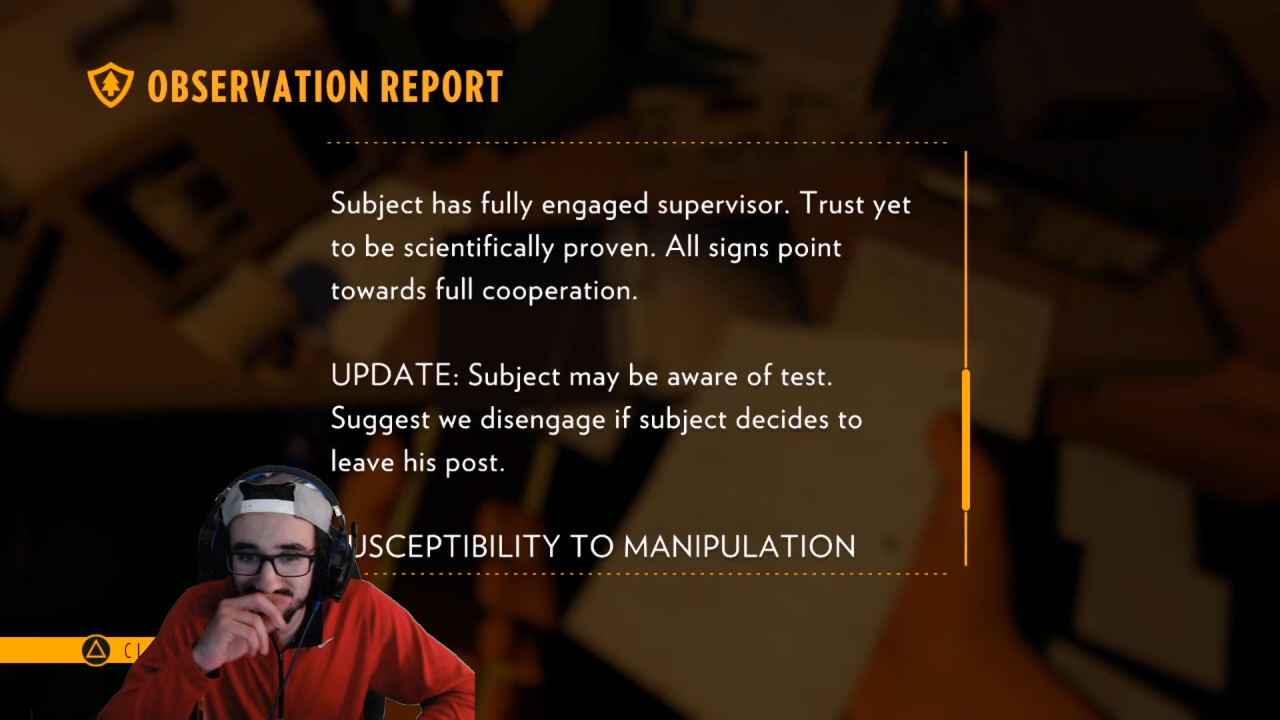 OBSERVATION REPORT
Subject has fully engaged supervisor. Trust yet
to be scientifically proven. All signs point
towards full cooperation.
UPDATE: Subject may be aware of test.
Suggest we disengage if subject decides to
leave his post.
USCEPTIBILITY TO MANIPULATION